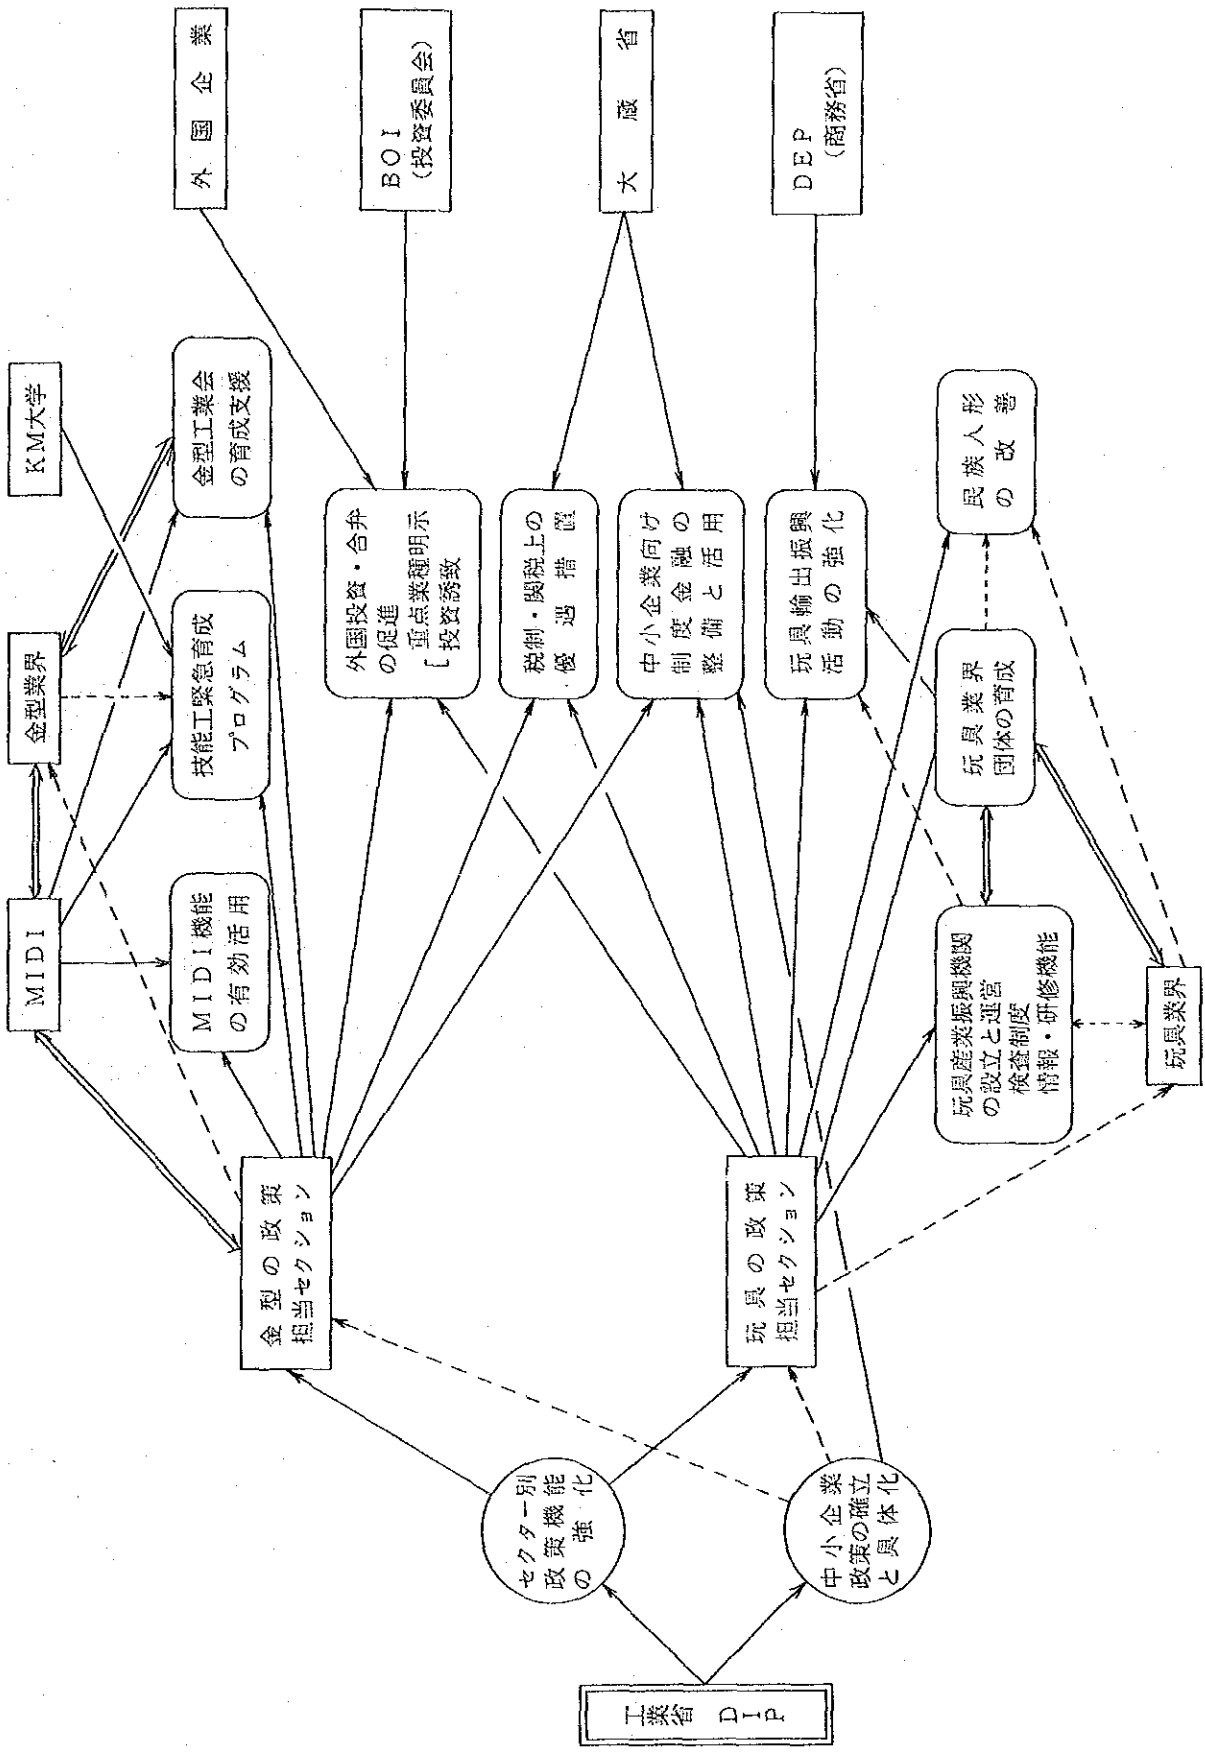 工業省 DIP
セクター別
政策機能
の強化
中小企業
政策の確立
と具体化
金型の政策
担当セクション
玩具の政策
担当セクション
MIDI
金型業界
KM大学
MIDI機能
の有効活用
技能工緊急育成
プログラム
金型工業会
の育成支援
外国投資・合弁
の促進
重点業種明示
投資誘致
税制・関税上の
優遇措置
中小企業向け
制度金融の
整備と活用
玩具輸出振興
活動の強化
玩具産業振興機関
の設立と運営
検査制度
情報・研修機能
玩具業界
団体の育成
民族人形
の改善
玩具業界
外国企業
BOI
(投資委員会)
大蔵省
DEP
(商務省)